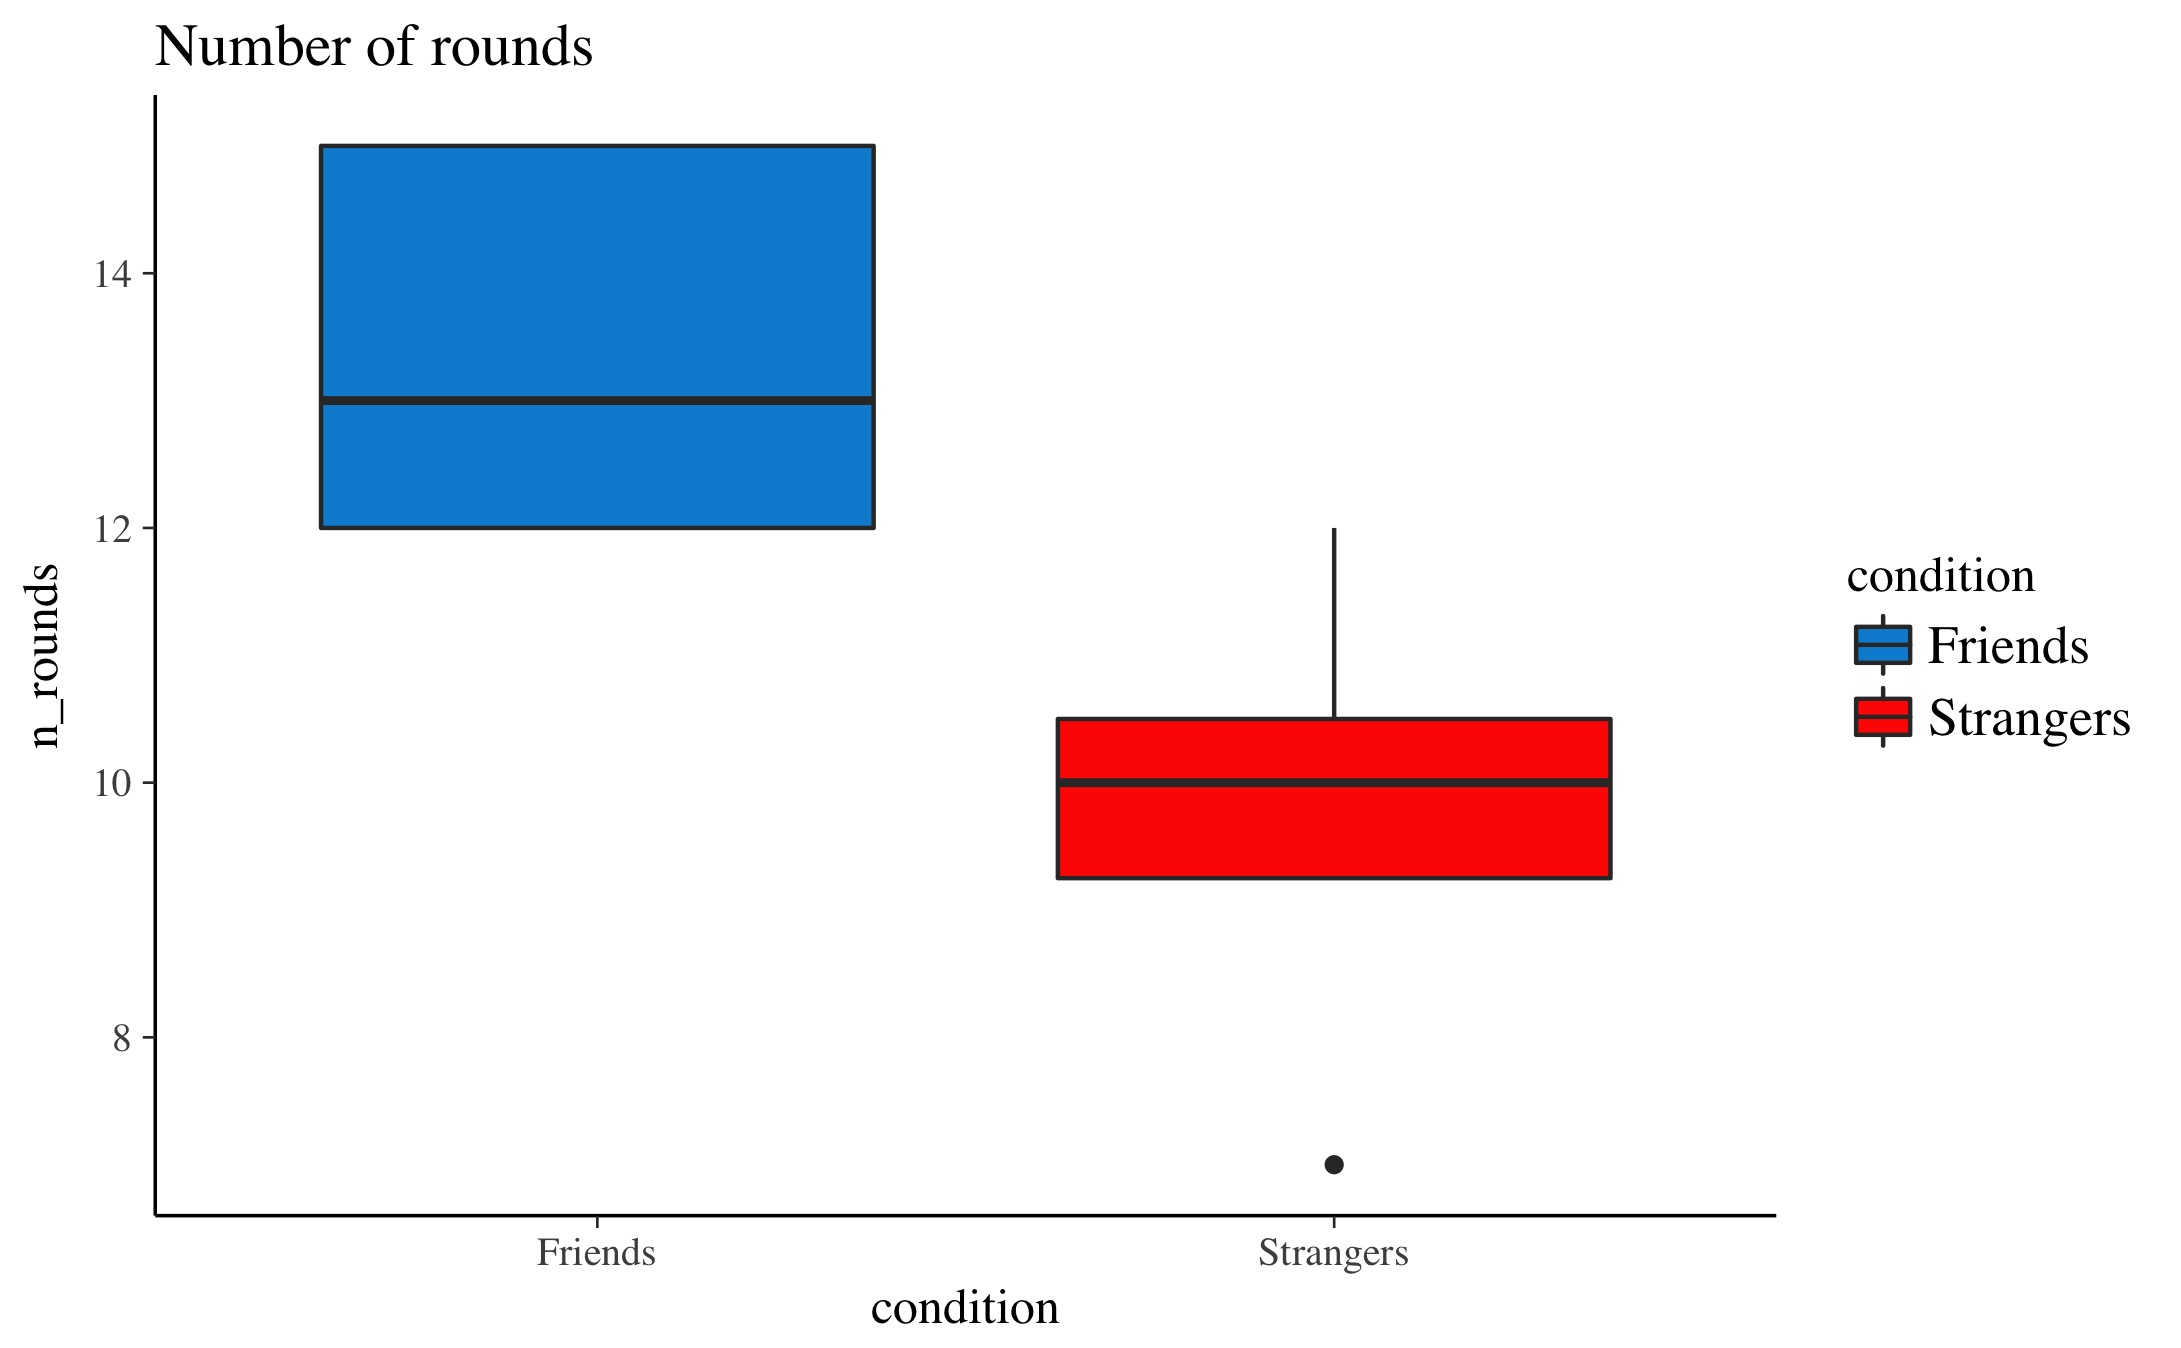 Number of rounds
14
12
10
8
n_rounds
Friends
Strangers
condition
condition
Friends
Strangers